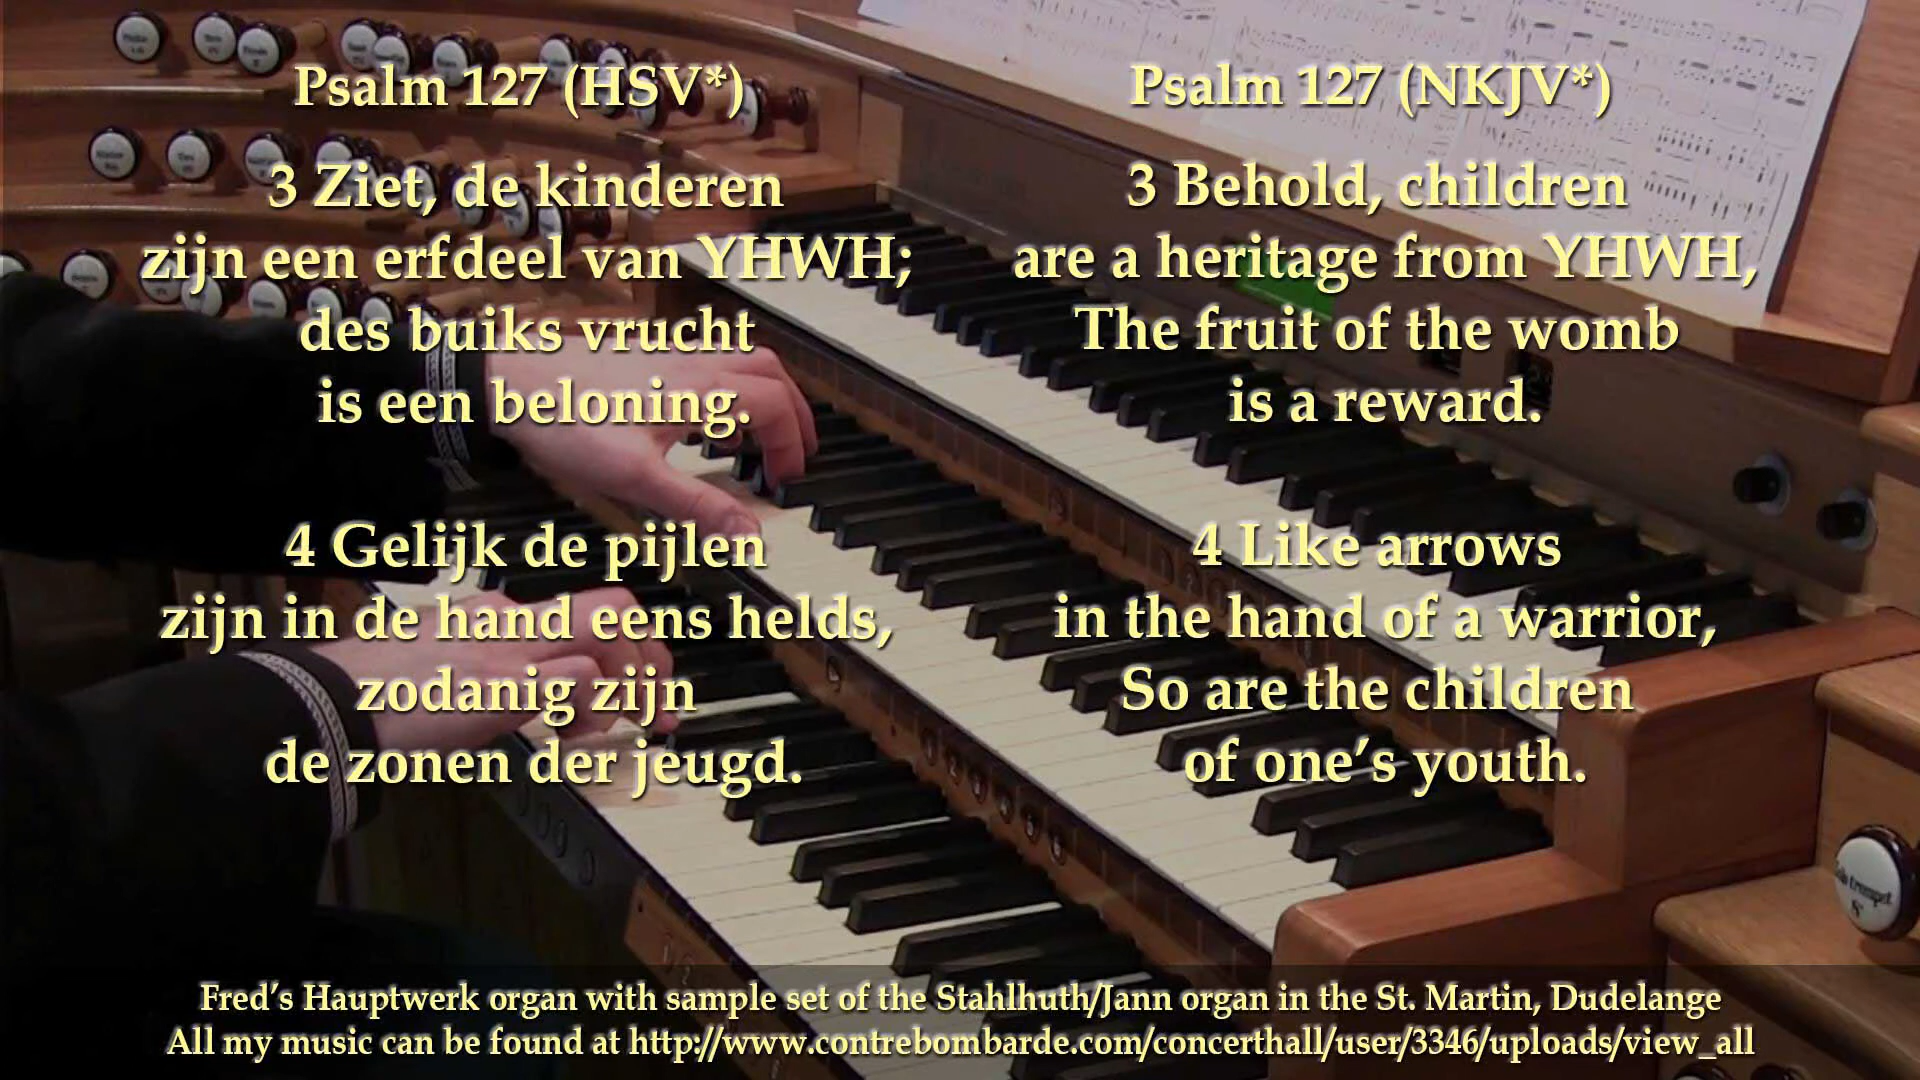 Psalm 127 (HSV*)
3 Ziet, de kinderen
zijn een erfdeel van YHWH;
des buiks vrucht
is een beloning.
4 Gelijk de pijlen
zijn in de hand eens helds,
zodanig zijn
de zonen der jeugd.
Psalm 127 (NKJV*)
3 Behold, children
are a heritage from YHWH,
The fruit of the womb
is a reward.
4 Like arrows
in the hand of a warrior,
So are the children
of one's youth.
trumpet
8'
Fred's Hauptwerk organ with sample set of the Stahlhuth/Jann organ in the St. Martin, Dudelange
All my music can be found at http://www.contrebombarde.com/concerthall/user/3346/uploads/view_all